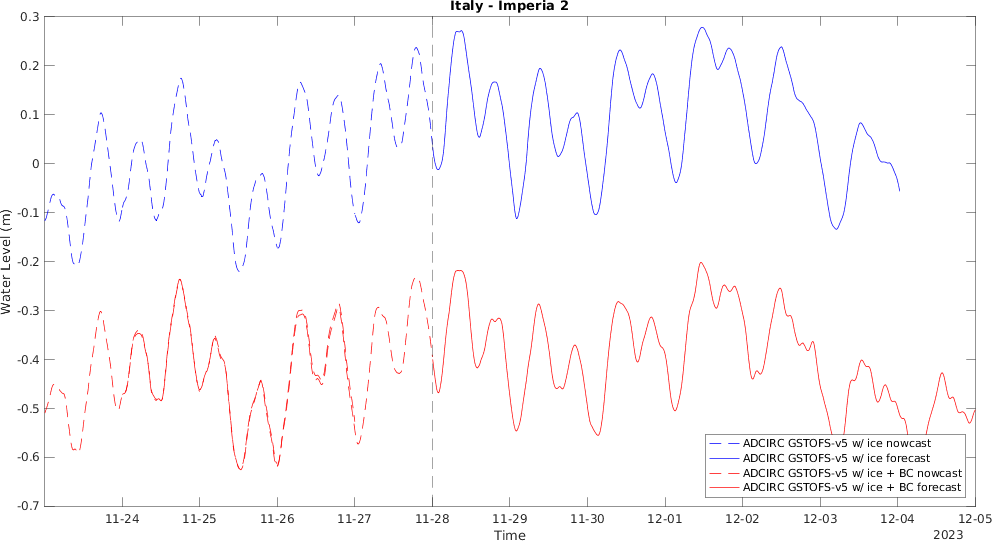 Italy - Imperia 2
Water Level (m)
0.3
0.2
0.1
0
-0.1
-0.2
-0.3
-0.4
-0.5
-0.6
-0.7
ADCIRC GSTOFS-v5 w/ ice nowcast
ADCIRC GSTOFS-v5 w/ ice forecast
ADCIRC GSTOFS-v5 w/ ice + BC nowcast
ADCIRC GSTOFS-v5 w/ ice + BC forecast
11-24 11-25 11-26 11-27 11-28 11-29 11-30 12-01 12-02 12-03 12-04 12-05
Time
2023